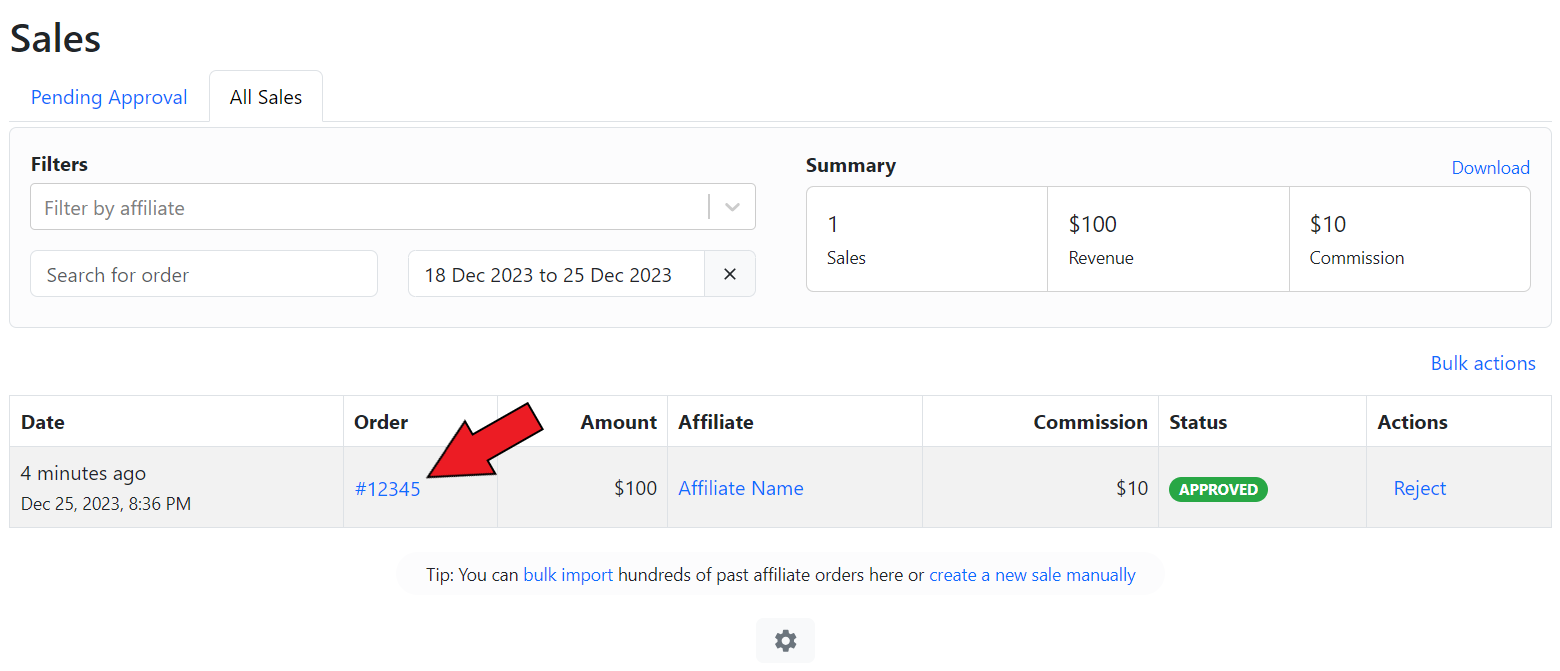 Sales
Pending Approval All Sales
Filters
Filter by affiliate
Search for order 18 Dec 2023 to 25 Dec 2023
Summary Download
1 $100 $10
Sales Revenue Commission
Bulk actions
Date Order Amount Affiliate Commission Status Actions
4 minutes ago
Dec 25, 2023, 8:36 PM
#12345 $100 Affiliate Name $10 APPROVED Reject
Tip: You can bulk import hundreds of past affiliate orders here or create a new sale manually